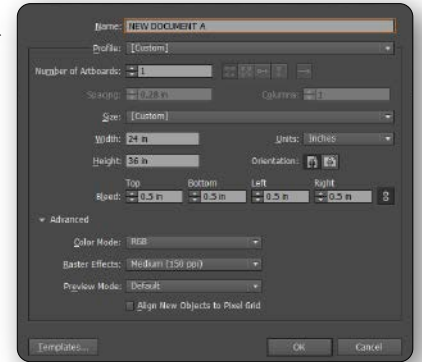 Name: NEW DOCUMENT A
Profile: [Custom]
Number of Artboards: 1
Spacing: 0.28 in Columns: 1
Size: [Custom]
Width: 24 in Units: Inches
Height: 36 in Orientation:
Top Bottom Left Right
Bleed: 0.5 in 0.5 in 0.5 in 0.5 in
Advanced
Color Mode: RGB
Raster Effects: Medium (150 ppi)
Preview Mode: Default
Align New Objects to Pixel Grid
Templates... OK Cancel